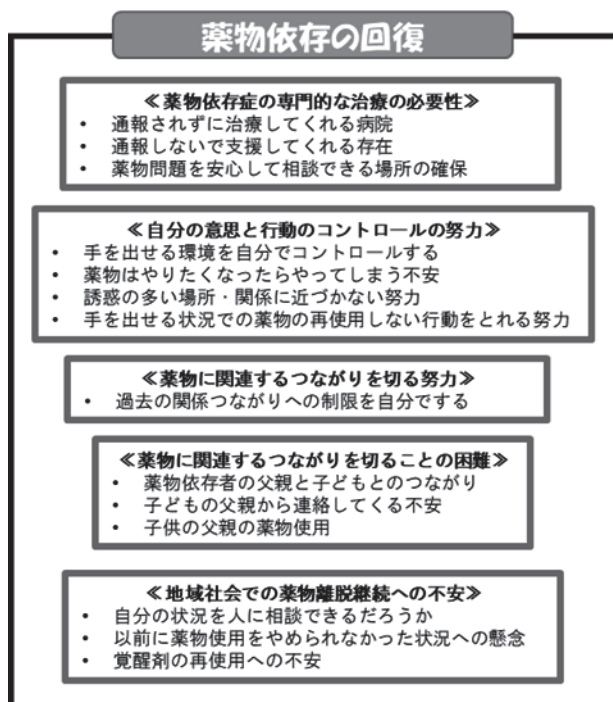 薬物依存の回復
≪薬物依存症の専門的な治療の必要性≫
• 通報されずに治療してくれる病院
• 通報しないで支援してくれる存在
• 薬物問題を安心して相談できる場所の確保
≪自分の意思と行動のコントロールの努力≫
• 手を出せる環境を自分でコントロールする
• 薬物はやりたくなったらやってしまう不安
• 誘惑の多い場所・関係に近づかない努力
• 手を出せる状況での薬物の再使用しない行動をとれる努力
≪薬物に関連するつながりを切る努力≫
• 過去の関係つながりへの制限を自分でする
≪薬物に関連するつながりを切ることの困難≫
• 薬物依存者の父親と子どもとのつながり
• 子どもの父親から連絡してくる不安
• 子供の父親の薬物使用
≪地域社会での薬物離脱継続への不安≫
• 自分の状況を人に相談できるだろうか
• 以前に薬物使用をやめられなかった状況への懸念
• 覚醒剤の再使用への不安